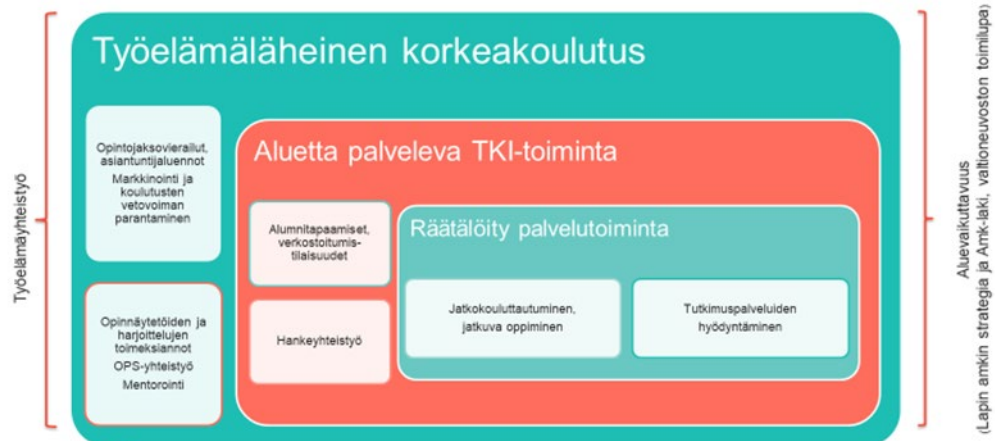 Työelämäyhteistyö
Työelämäläheinen korkeakoulutus
Opintojaksovierailut,
asiantuntijaluennot
Markkinointi ja
koulutusten
vetovoiman
parantaminen
Opinnäytetöiden ja
harjoittelujen
toimeksiannot
OPS-yhteistyö
Mentorointi
Aluetta palveleva TKI-toiminta
Alumnitapaamiset,
verkostoitumis-
tilaisuudet
Hankeyhteistyö
Räätälöity palvelutoiminta
Jatkokouluttautuminen,
jatkuva oppiminen
Tutkimuspalveluiden
hyödyntäminen
Aluevaikuttavuus
(Lapin amkin strategia ja Amk-laki, valtioneuvoston toimilupa)